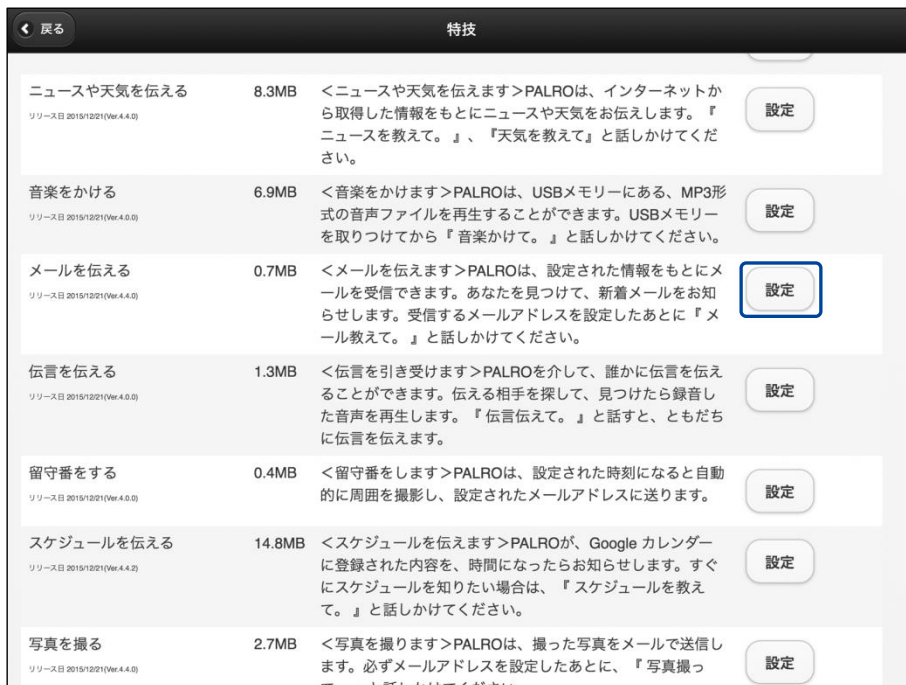 戻る
特技
ニュースや天気を伝える
リリース日 2015/12/21(Ver.4.4.0)
8.3MB
<ニュースや天気を伝えます>PALROは、インターネットか
ら取得した情報をもとにニュースや天気をお伝えします。『
ニュースを教えて。 』、『天気を教えて』と話しかけてくだ
さい。
設定
音楽をかける
リリース日 2015/12/21(Ver.4.0.0)
6.9MB
<音楽をかけます>PALROは、USBメモリーにある、MP3形
式の音声ファイルを再生することができます。USBメモリー
を取りつけてから『 音楽かけて。 』と話しかけてください。
設定
メールを伝える
リリース日 2015/12/21(Ver.4.4.0)
0.7MB
<メールを伝えます>PALROは、設定された情報をもとにメ
ールを受信できます。あなたを見つけて、新着メールをお知
らせします。受信するメールアドレスを設定したあとに『 メ
ール教えて。 』と話しかけてください。
設定
伝言を伝える
リリース日 2015/12/21(Ver.4.0.0)
1.3MB
<伝言を引き受けます>PALROを介して、誰かに伝言を伝え
ることができます。伝える相手を探して、見つけたら録音し
た音声を再生します。『 伝言伝えて。 』と話すと、ともだち
に伝言を伝えます。
設定
留守番をする
リリース日 2015/12/21(Ver.4.0.0)
0.4MB
<留守番をします>PALROは、設定された時刻になると自動
的に周囲を撮影し、設定されたメールアドレスに送ります。
設定
スケジュールを伝える
リリース日 2015/12/21(Ver.4.4.2)
14.8MB
<スケジュールを伝えます>PALROが、Google カレンダー
に登録された内容を、時間になったらお知らせします。すぐ
にスケジュールを知りたい場合は、『 スケジュールを教え
て。 』と話しかけてください。
設定
写真を撮る
リリース日 2015/12/21(Ver.4.4.0)
2.7MB
<写真を撮ります>PALROは、撮った写真をメールで送信し
ます。必ずメールアドレスを設定したあとに、『 写真撮っ
設定